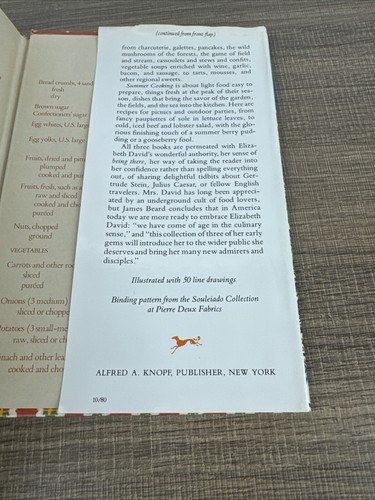 (continued from front flap)
from charcuterie, galettes, pancakes, the wild
mushrooms of the forests, the game of field
and stream, cassoulets and stews and confits,
vegetable soups enriched with wine, garlic,
bacon, and sausage, to tarts, mousses, and
other regional sweets.
Summer Cooking is about light food easy to
prepare, things fresh at the peak of their sea-
son, dishes that bring the savor of the garden,
the fields, and the sea into the kitchen. Here are
recipes for picnics and outdoor parties, from
fancy paupiettes of sole in lettuce leaves, to
cold, iced beef and lobster salad, with the glo-
rious finishing touch of a summer berry pud-
ding or a gooseberry fool.
All three books are permeated with Eliza-
beth David's wonderful authority, her sense of
being there, her way of taking the reader into
her confidence rather than spelling everything
out, of sharing delightful tidbits about Ger-
trude Stein, Julius Caesar, or fellow English
travelers. Mrs. David has long been appreci-
ated by an underground cult of food lovers,
but James Beard concludes that in America
today we are more ready to embrace Elizabeth
David: "we have come of age in the culinary
sense," and "this collection of three of her early
gems will introduce her to the wider public she
deserves and bring her many new admirers and
disciples."
Illustrated with 50 line drawings
Binding pattern from the Souleiado Collection
at Pierre Deux Fabrics
ALFRED A. KNOPF, PUBLISHER, NEW YORK
10/80
Bread crumbs, 4
fresh
dry
Brown sugar
Confectioners' sugar
Egg whites, U.S. large
Egg yolks, U.S. large
Fruits, dried and
plumped
cooked and
Fruits, fresh, such as
raw and sliced
cooked and
puréed
Nuts, chopped
ground
VEGETABLES
Carrots and other
sliced
puréed
Onions (3 medium)
sliced or
Potatoes (3
raw, sliced or
and other
cooked and